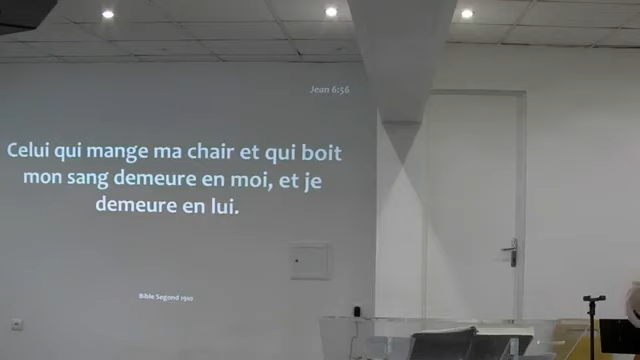 Jean 6:56
Celui qui mange ma chair et qui boit
mon sang demeure en moi, et je
demeure en lui.
Bible Segond 1910